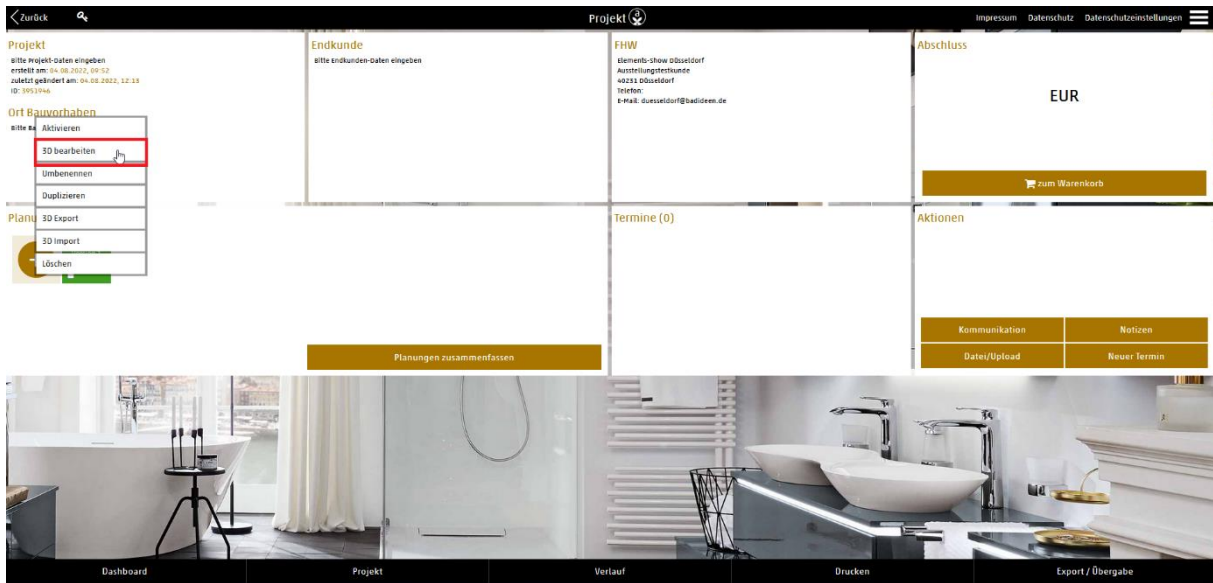 Zurück
Projekt
Impressum Datenschutz Datenschutzeinstellungen
Projekt
Bitte Projekt-Daten eingeben
erstellt am: 04.08.2022, 09:52
zuletzt geändert am: 04.08.2022, 12:13
ID: 3951946
Ort Bauvorhaben
Bitte Ba
Aktivieren
3D bearbeiten
Umbenennen
Duplizieren
3D Export
3D Import
Löschen
Endkunde
Bitte Endkunden-Daten eingeben
FHW
Elements-Show Düsseldorf
Ausstellungstestkunde
40231 Düsseldorf
Telefon:
E-Mail: duesseldorf@badideen.de
Abschluss
EUR
zum Warenkorb
Planu
Planungen zusammenfassen
Termine (0)
Aktionen
Kommunikation Notizen
Datei/Upload Neuer Termin
Dashboard Projekt Verlauf Drucken Export / Übergabe